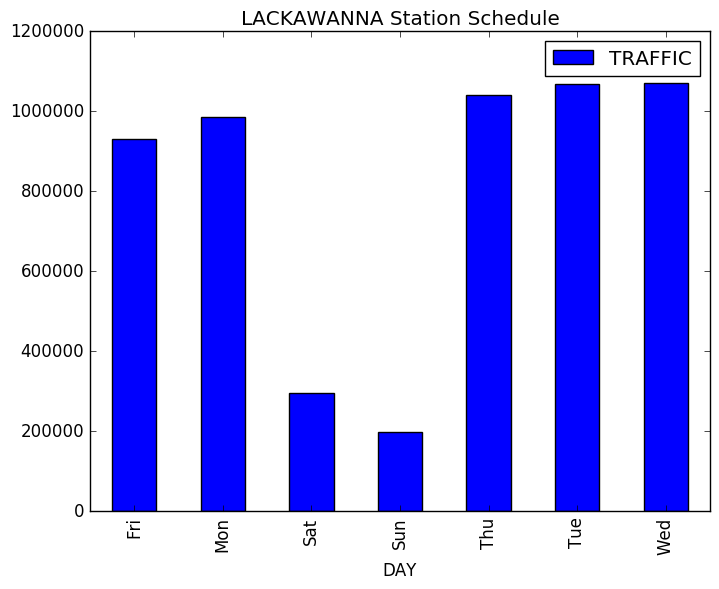 LACKAWANNA Station Schedule
TRAFFIC
1200000
1000000
800000
600000
400000
200000
0
Fri
Mon
Sat
Sun
Thu
Tue
Wed
DAY